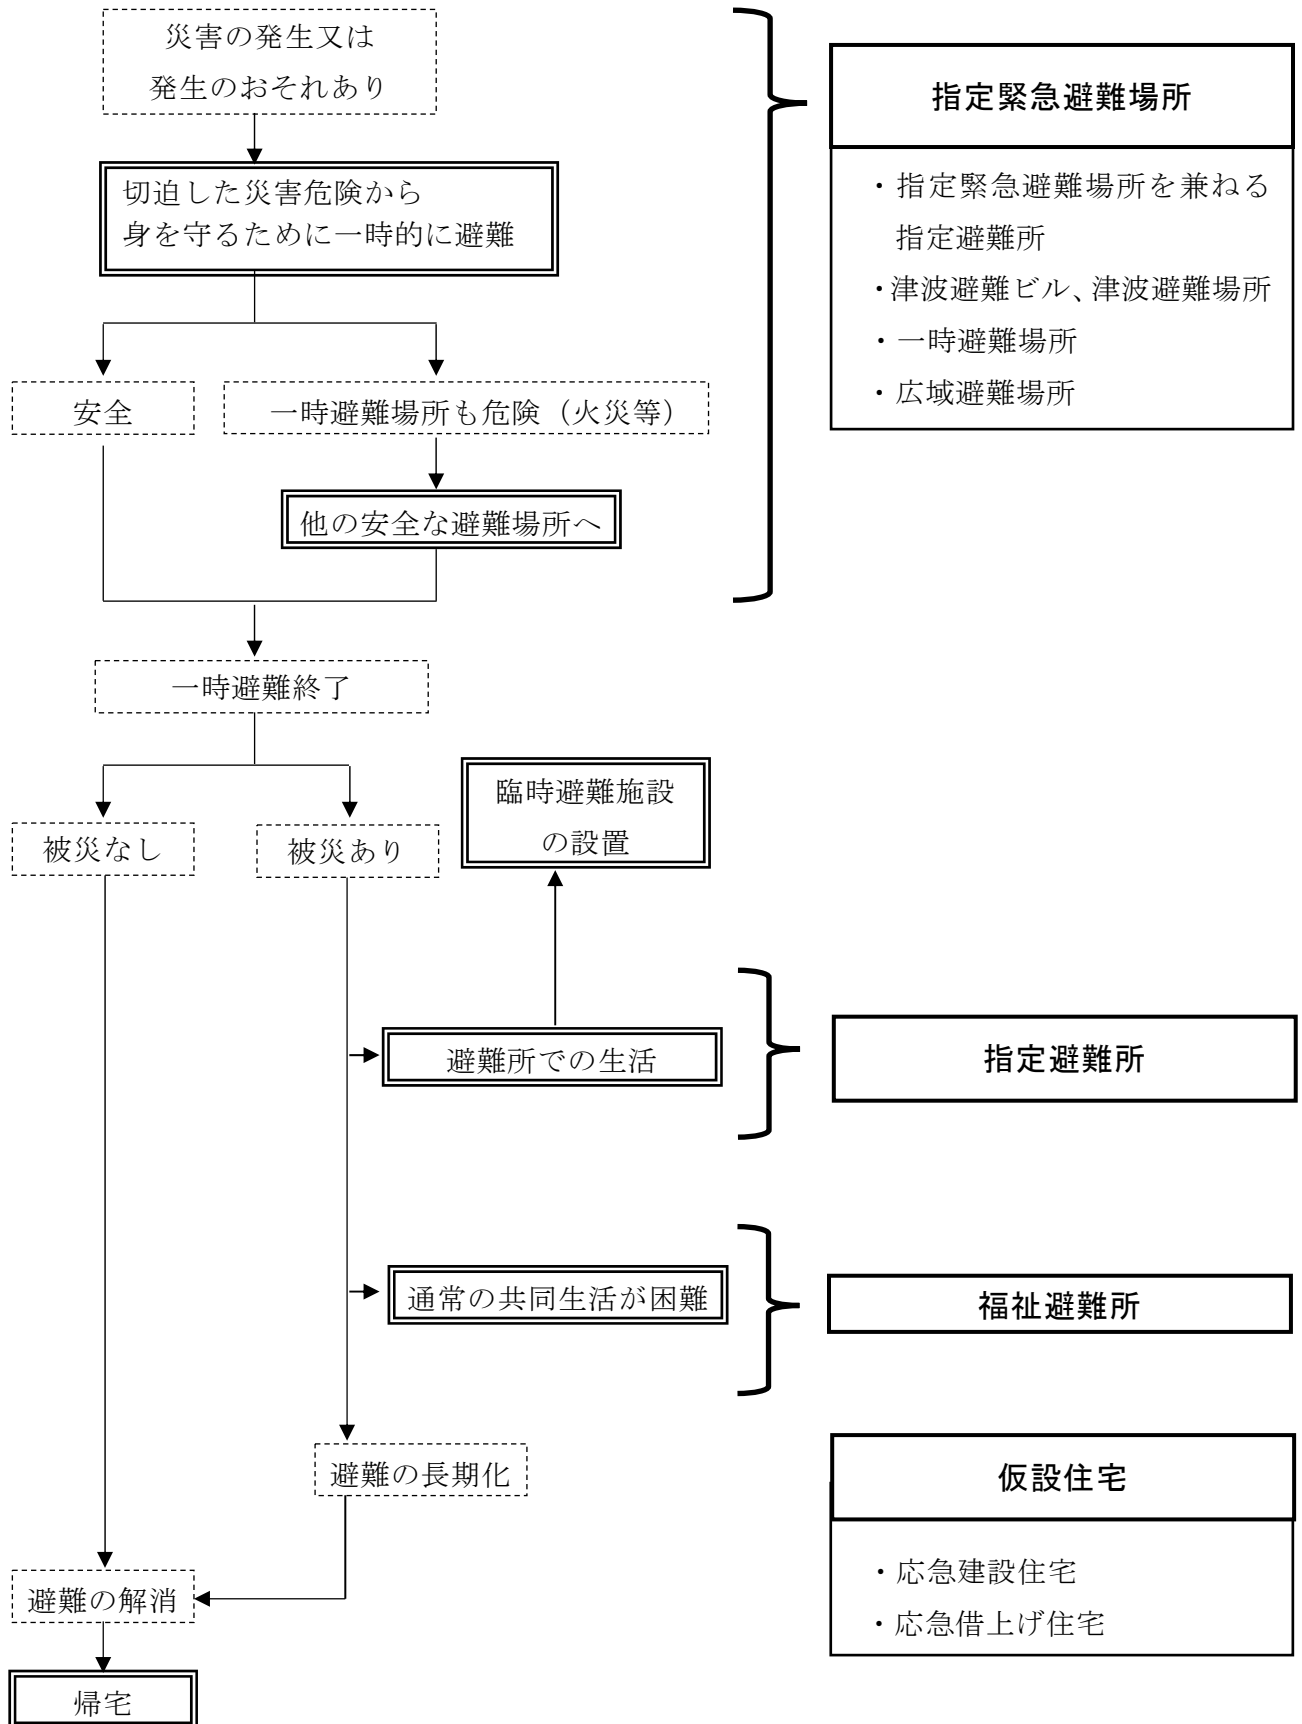 災害の発生又は
発生のおそれあり
切迫した災害危険から
身を守るために一時的に避難
安全
一時避難場所も危険（火災等）
他の安全な避難場所へ
指定緊急避難場所
・指定緊急避難場所を兼ねる
指定避難所
・津波避難ビル、津波避難場所
・一時避難場所
・広域避難場所
一時避難終了
被災なし
被災あり
臨時避難施設
の設置
避難所での生活
指定避難所
通常の共同生活が困難
福祉避難所
避難の長期化
仮設住宅
・応急建設住宅
・応急借上げ住宅
避難の解消
帰宅